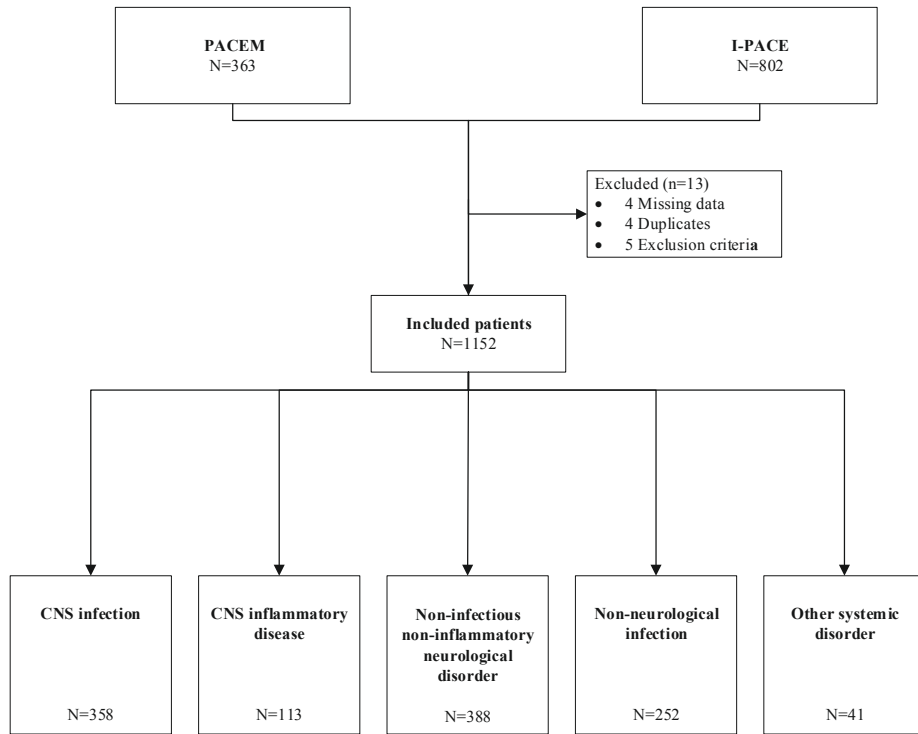 PACEM
N=363
I-PACE
N=802
Excluded (n=13)
• 4 Missing data
• 4 Duplicates
• 5 Exclusion criteria
Included patients
N=1152
CNS infection
N=358
CNS inflammatory
disease
N=113
Non-infectious
non-inflammatory
neurological
disorder
N=388
Non-neurological
infection
N=252
Other systemic
disorder
N=41